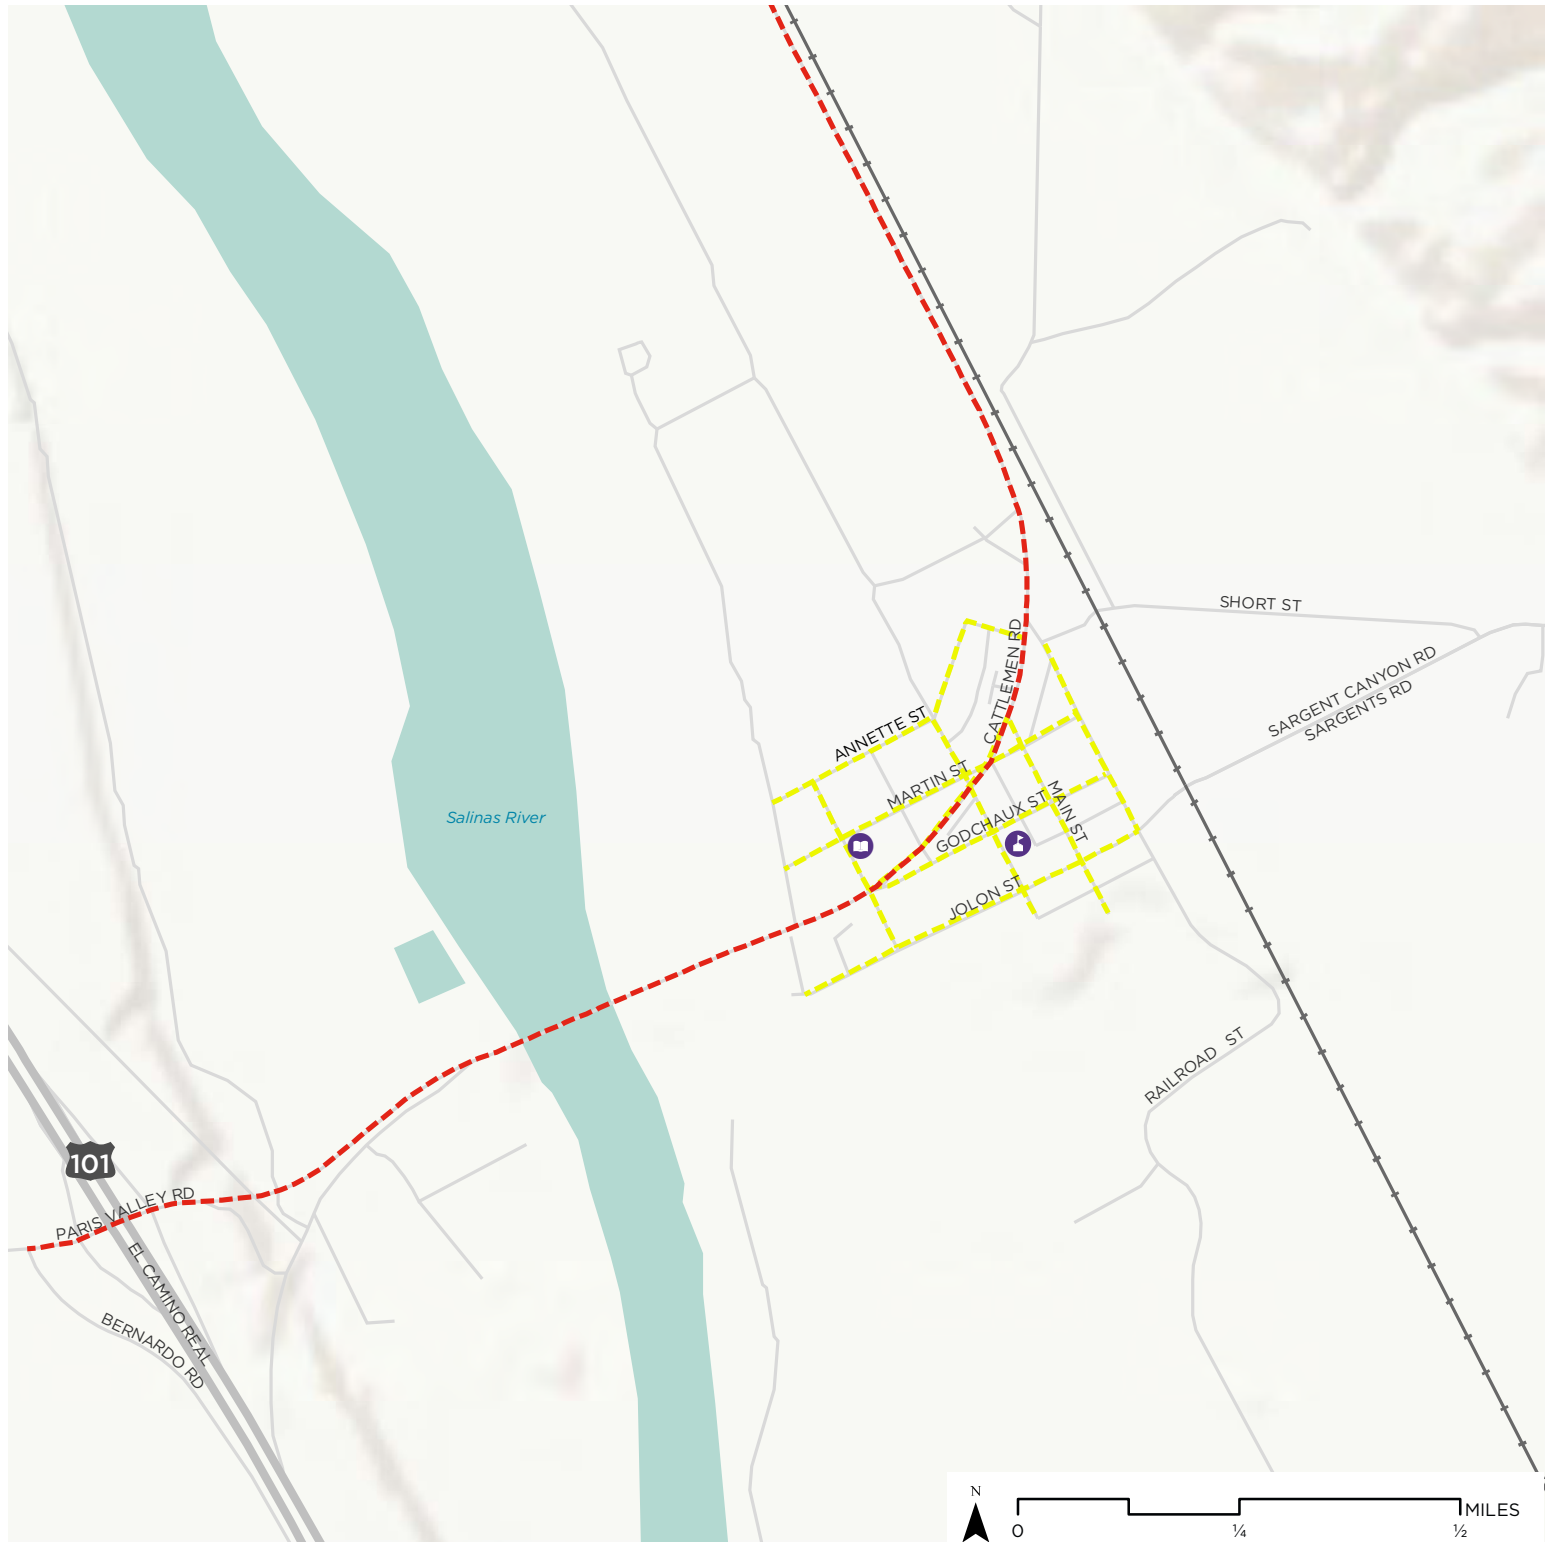 SHORT ST
CATTLEMEN RD
SARGENT CANYON RD
SARGENTS RD
ANNETTE ST
MARTIN ST
MAIN ST
GODCHAUX ST
Salinas River
JOLON ST
RAILROAD ST
101
PARIS VALLEY RD
EL CAMINO REAL
BERNARDO RD
N
MILES
0
¼
½